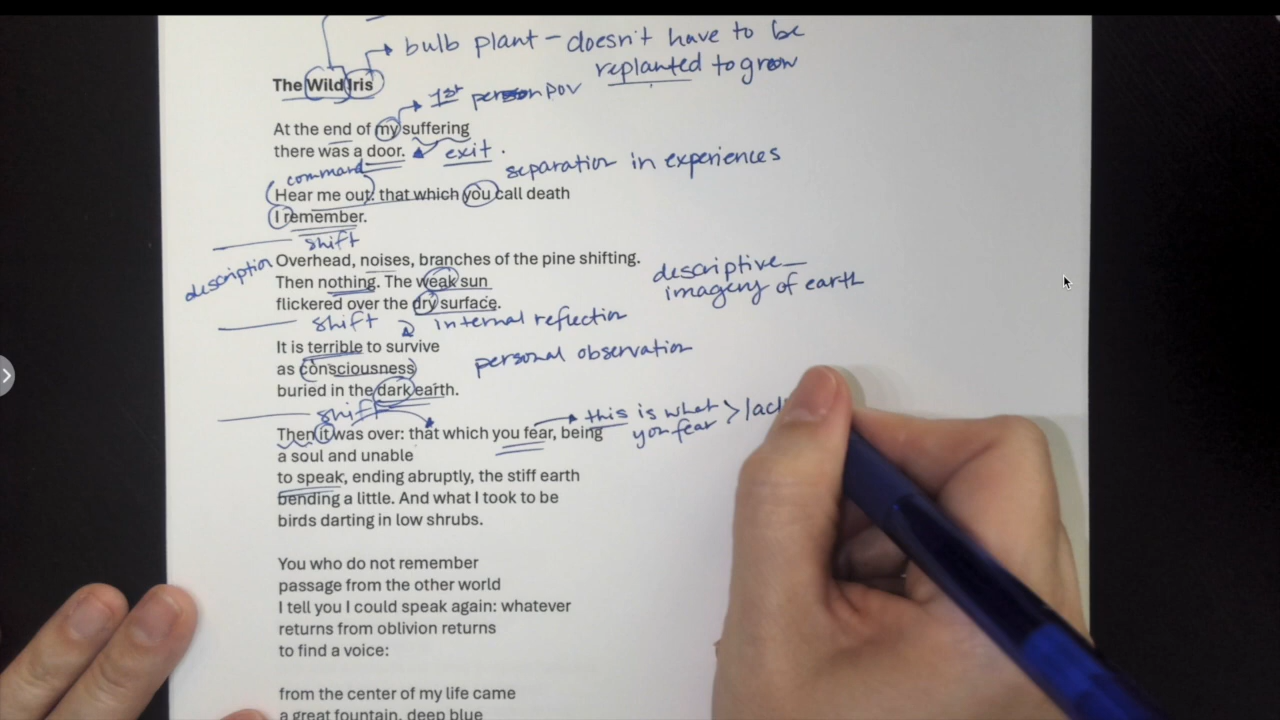 bulb plant - doesn't have to be
replanted to grow
The Wild Iris
1st person pov
At the end of my suffering
there was a door.
exit.
command
separation in experiences
Hear me out: that which you call death
I remember.
shift
description
Overhead, noises, branches of the pine shifting.
Then nothing. The weak sun
flickered over the dry surface.
descriptive
imagery of earth
shift
internal reflection
It is terrible to survive
as consciousness
buried in the dark earth.
personal observation
shift
Then it was over: that which you fear, being
this is what
you fear > lack
a soul and unable
to speak, ending abruptly, the stiff earth
bending a little. And what I took to be
birds darting in low shrubs.
You who do not remember
passage from the other world
I tell you I could speak again: whatever
returns from oblivion returns
to find a voice:
from the center of my life came
a great fountain, deep blue